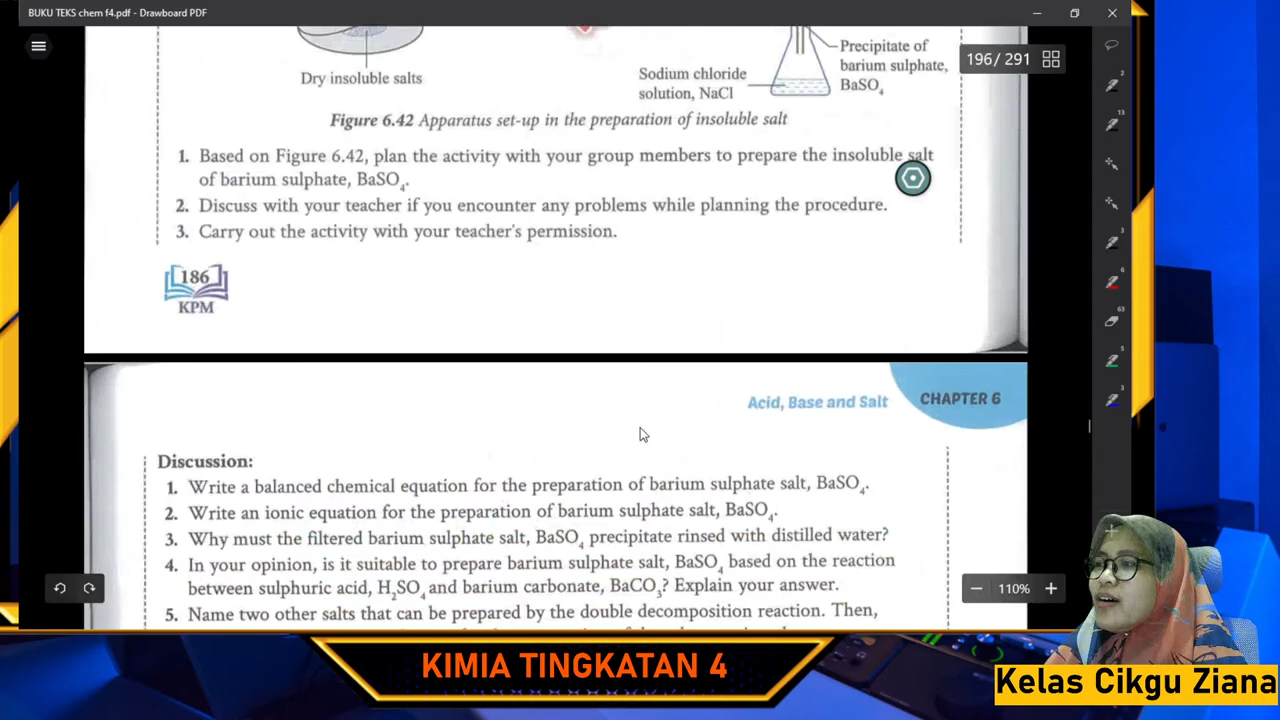 BUKU TEKS chem f4.pdf - Drawboard PDF
196/ 291
Precipitate of
barium sulphate,
BaSO₄
Sodium chloride
solution, NaCl
Dry insoluble salts
Figure 6.42 Apparatus set-up in the preparation of insoluble salt
1. Based on Figure 6.42, plan the activity with your group members to prepare the insoluble salt
of barium sulphate, BaSO₄.
2. Discuss with your teacher if you encounter any problems while planning the procedure.
3. Carry out the activity with your teacher's permission.
186
KPM
Acid, Base and Salt CHAPTER 6
Discussion:
1. Write a balanced chemical equation for the preparation of barium sulphate salt, BaSO₄.
2. Write an ionic equation for the preparation of barium sulphate salt, BaSO₄.
3. Why must the filtered barium sulphate salt, BaSO₄ precipitate rinsed with distilled water?
4. In your opinion, is it suitable to prepare barium sulphate salt, BaSO₄ based on the reaction
between sulphuric acid, H₂SO₄ and barium carbonate, BaCO₃? Explain your answer.
5. Name two other salts that can be prepared by the double decomposition reaction. Then,
110%
2
13
3
6
63
5
3
KIMIA TINGKATAN 4
Kelas Cikgu Ziana